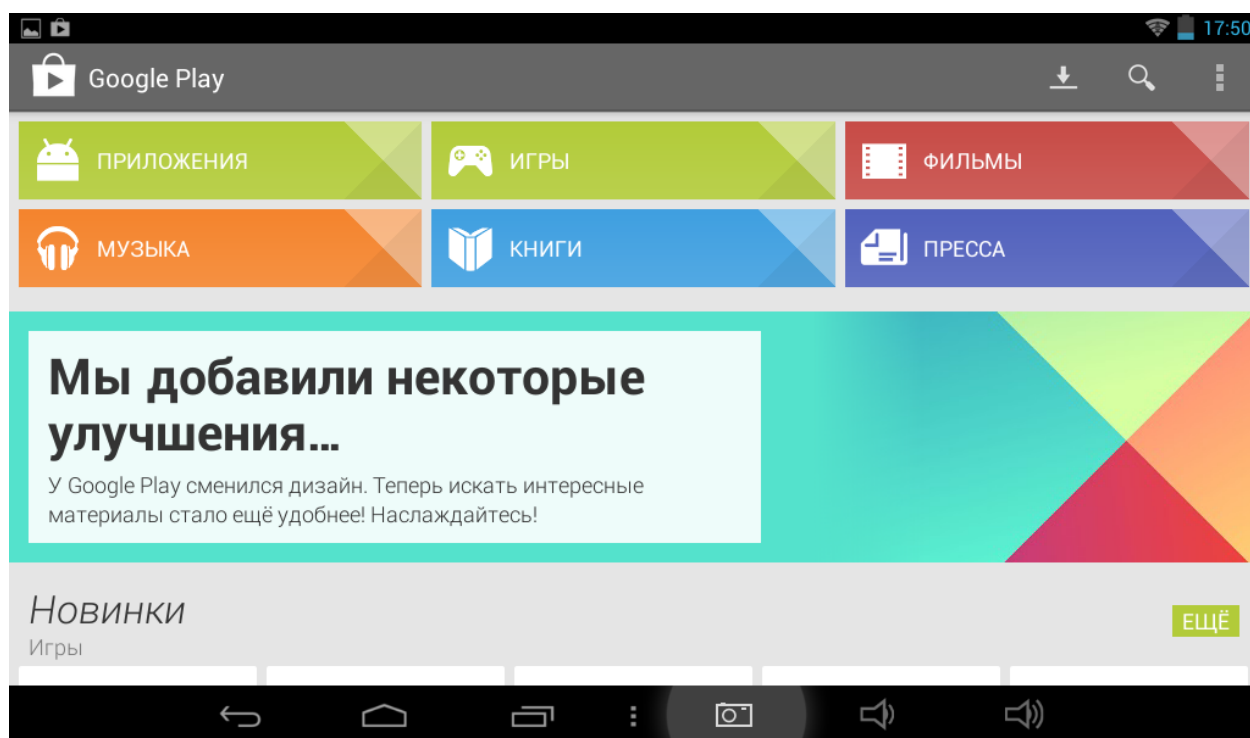 17:50
Google Play
ПРИЛОЖЕНИЯ
ИГРЫ
ФИЛЬМЫ
МУЗЫКА
КНИГИ
ПРЕССА
Мы добавили некоторые
улучшения...
У Google Play сменился дизайн. Теперь искать интересные
материалы стало ещё удобнее! Наслаждайтесь!
Новинки
ЕЩЁ
Игры